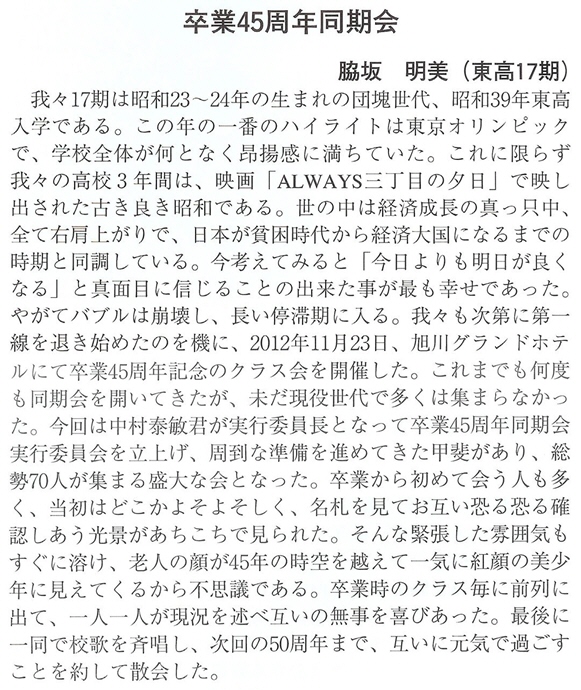 卒業45周年同期会
脇坂　明美（東高17期）
　我々17期は昭和23〜24年の生まれの団塊世代、昭和39年東高
入学である。この年の一番のハイライトは東京オリンピック
で、学校全体が何となく昂揚感に満ちていた。これに限らず
我々の高校３年間は、映画「ALWAYS三丁目の夕日」で映し
出された古き良き昭和である。世の中は経済成長の真っ只中、
全て右肩上がりで、日本が貧困時代から経済大国になるまでの
時期と同調している。今考えてみると「今日よりも明日が良く
なる」と真面目に信じることの出来た事が最も幸せであった。
やがてバブルは崩壊し、長い停滞期に入る。我々も次第に第一
線を退き始めたのを機に、2012年11月23日、旭川グランドホテ
ルにて卒業45周年記念のクラス会を開催した。これまでも何度
も同期会を開いてきたが、未だ現役世代で多くは集まらなかっ
た。今回は中村泰敏君が実行委員長となって卒業45周年同期会
実行委員会を立上げ、周到な準備を進めてきた甲斐があり、総
勢70人が集まる盛大な会となった。卒業から初めて会う人も多
く、当初はどこかよそよそしく、名札を見てお互い恐る恐る確
認しあう光景があちこちで見られた。そんな緊張した雰囲気も
すぐに溶け、老人の顔が45年の時空を越えて一気に紅顔の美少
年に見えてくるから不思議である。卒業時のクラス毎に前列に
出て、一人一人が現況を述べ互いの無事を喜びあった。最後に
一同で校歌を斉唱し、次回の50周年まで、互いに元気で過ごす
ことを約して散会した。